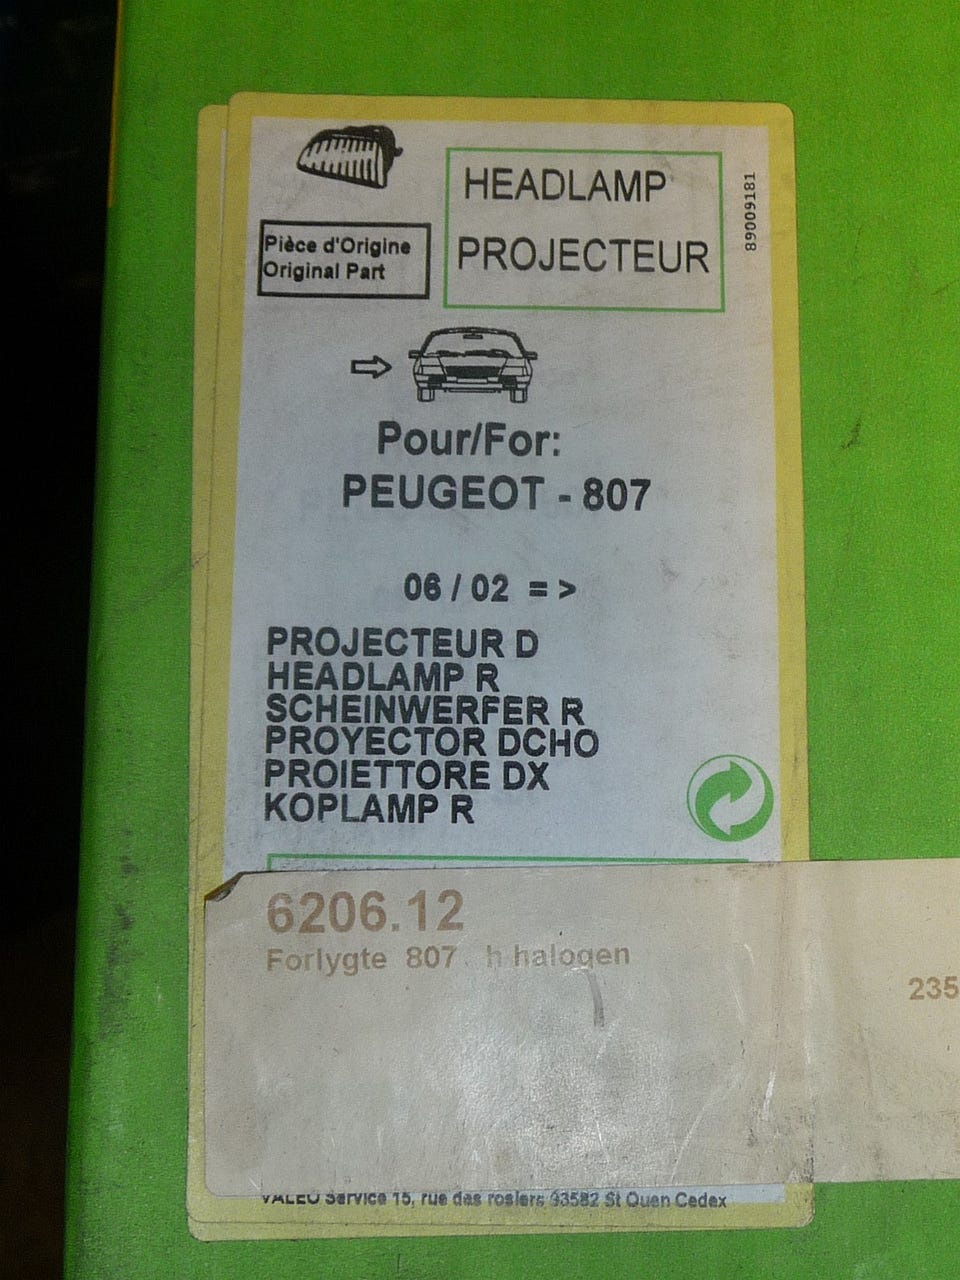 HEADLAMP
PROJECTEUR
89009181
Pièce d'Origine
Original Part
Pour/For:
PEUGEOT - 807
06 / 02 = >
PROJECTEUR D
HEADLAMP R
SCHEINWERFER R
PROYECTOR DCHO
PROIETTORE DX
KOPLAMP R
6206.12
Forlygte 807 h halogen
235
VALEO Service 15, rue des rosiers 93582 St Ouen Cedex